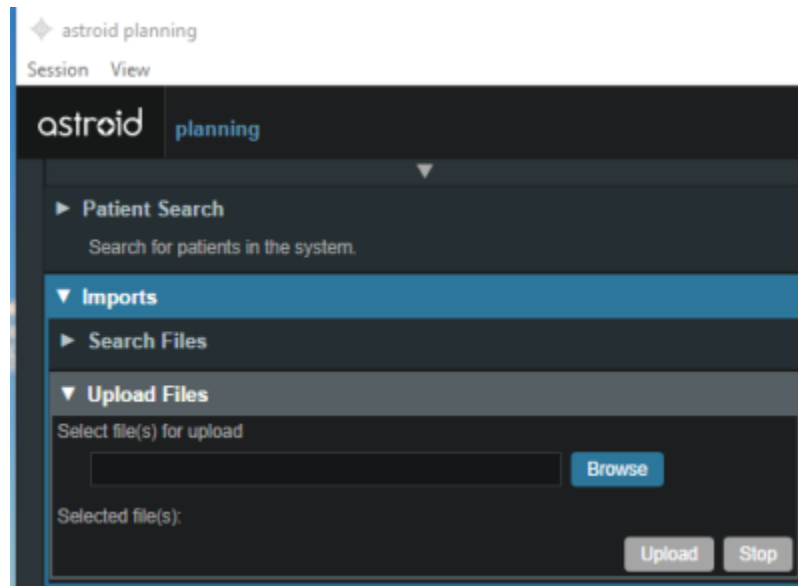 astroid planning
Session View
astroid planning
Patient Search
Search for patients in the system.
Imports
Search Files
Upload Files
Select file(s) for upload
Browse
Selected file(s):
Upload Stop